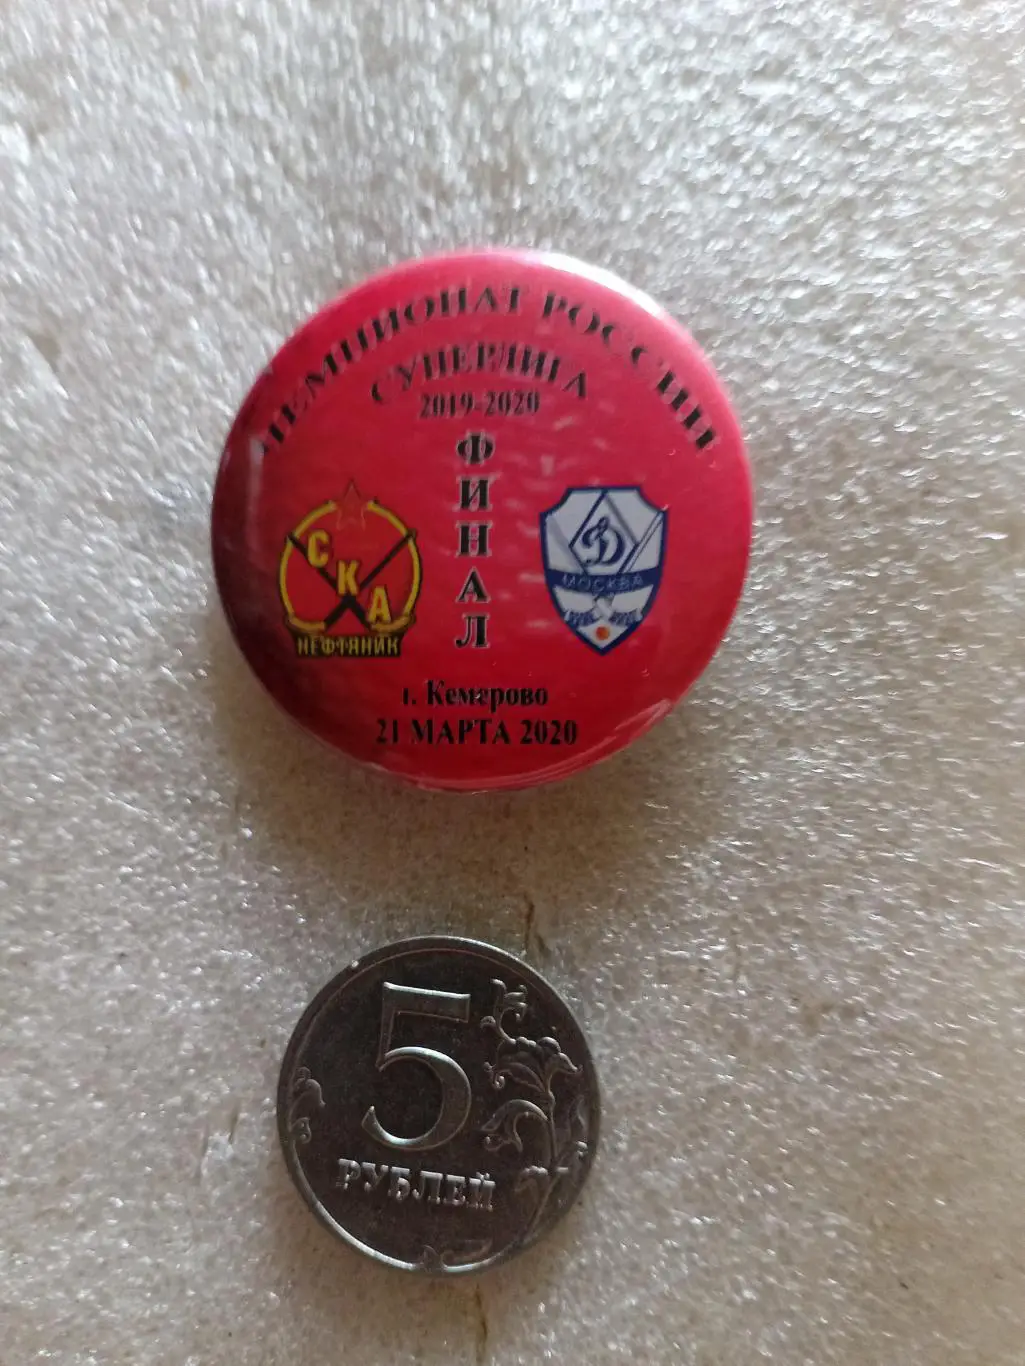 ЧЕМПИОНАТ РОССИИ
СУПЕРЛИГА
2019-2020
ФИНАЛ
СКА
НЕФТЯНИК
Д
МОСКВА
г. Кемерово
21 МАРТА 2020
5
РУБЛЕЙ